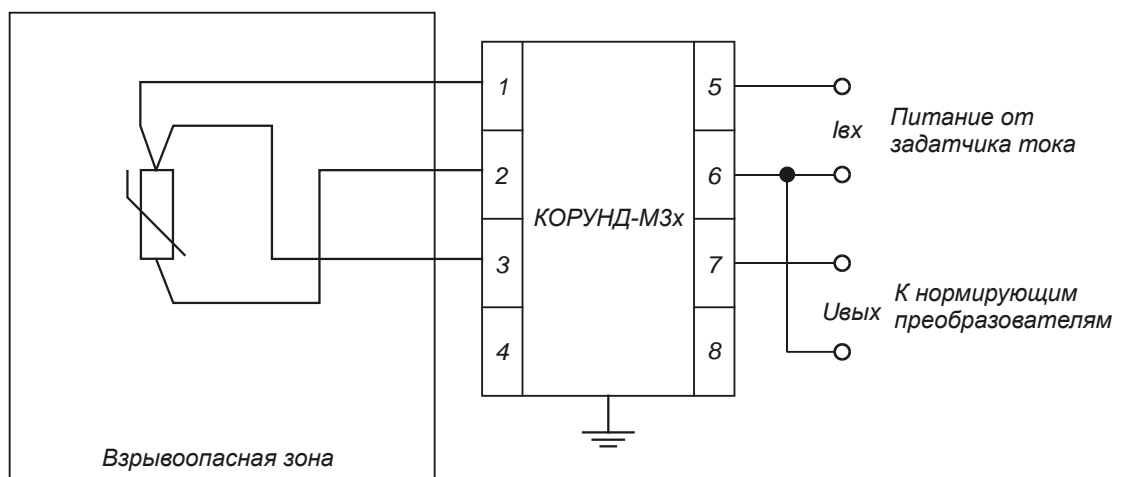 1
2
3
4
КОРУНД-М3х
5
6
7
8
Iвх
Питание от
задатчика тока
Uвых
К нормирующим
преобразователям
Взрывоопасная зона